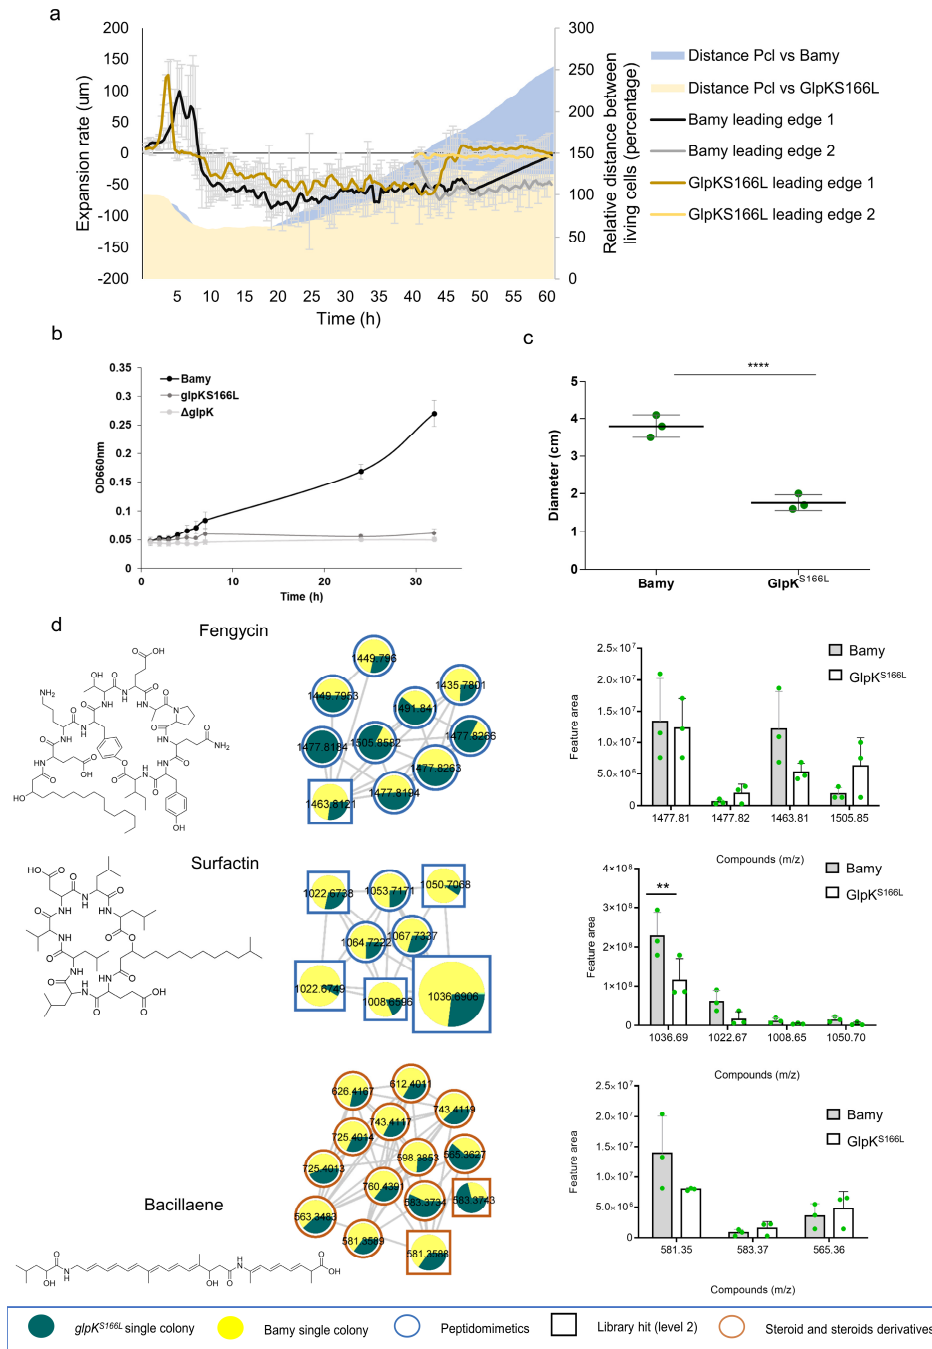 a
200
150
100
50
0
-50
-100
-150
-200
Expansion rate (um)
5 10 15 20 25 30 35 40 45 50 55 60
Time (h)
300
250
200
150
100
50
0
Relative distance between
living cells (percentage)
Distance Pcl vs Bamy
Distance Pcl vs GlpKS166L
Bamy leading edge 1
Bamy leading edge 2
GlpKS166L leading edge 1
GlpKS166L leading edge 2
b
0.35
0.3
0.25
0.2
0.15
0.1
0.05
0
OD660nm
Bamy
glpKS166L
ΔglpK
0 10 20 30
Time (h)
c
****
5
4
3
2
1
0
Diameter (cm)
Bamy GlpKS166L
d
Fengycin
OH
O
NH2
OH
1449.796
1449.7953
1435.7801
1491.841
1477.8184
1505.8582
1477.8266
1477.8263
1463.8121
1477.8194
2.5×10⁷
2.0×10⁷
1.5×10⁷
1.0×10⁷
5.0×10⁶
0
Feature area
Bamy
GlpKS166L
1477.81 1477.82 1463.81 1505.85
Compounds (m/z)
Surfactin
1022.6738
1053.7171
1050.7068
1064.7222
1067.7337
1022.6749
1008.6596
1036.6906
4×10⁸
3×10⁸
2×10⁸
1×10⁸
0
Feature area
**
Bamy
GlpKS166L
1036.69 1022.67 1008.65 1050.70
Compounds (m/z)
Bacillaene
626.4167
612.4011
743.4119
743.4117
725.4014
598.3853
565.3627
725.4013
760.4391
583.3734
583.3743
563.3483
581.3589
581.3588
2.5×10⁷
2.0×10⁷
1.5×10⁷
1.0×10⁷
5.0×10⁶
0
Feature area
Bamy
GlpKS166L
581.35 583.37 565.36
Compounds (m/z)
glpKS166L single colony
Bamy single colony
Peptidomimetics
Library hit (level 2)
Steroid and steroids derivatives